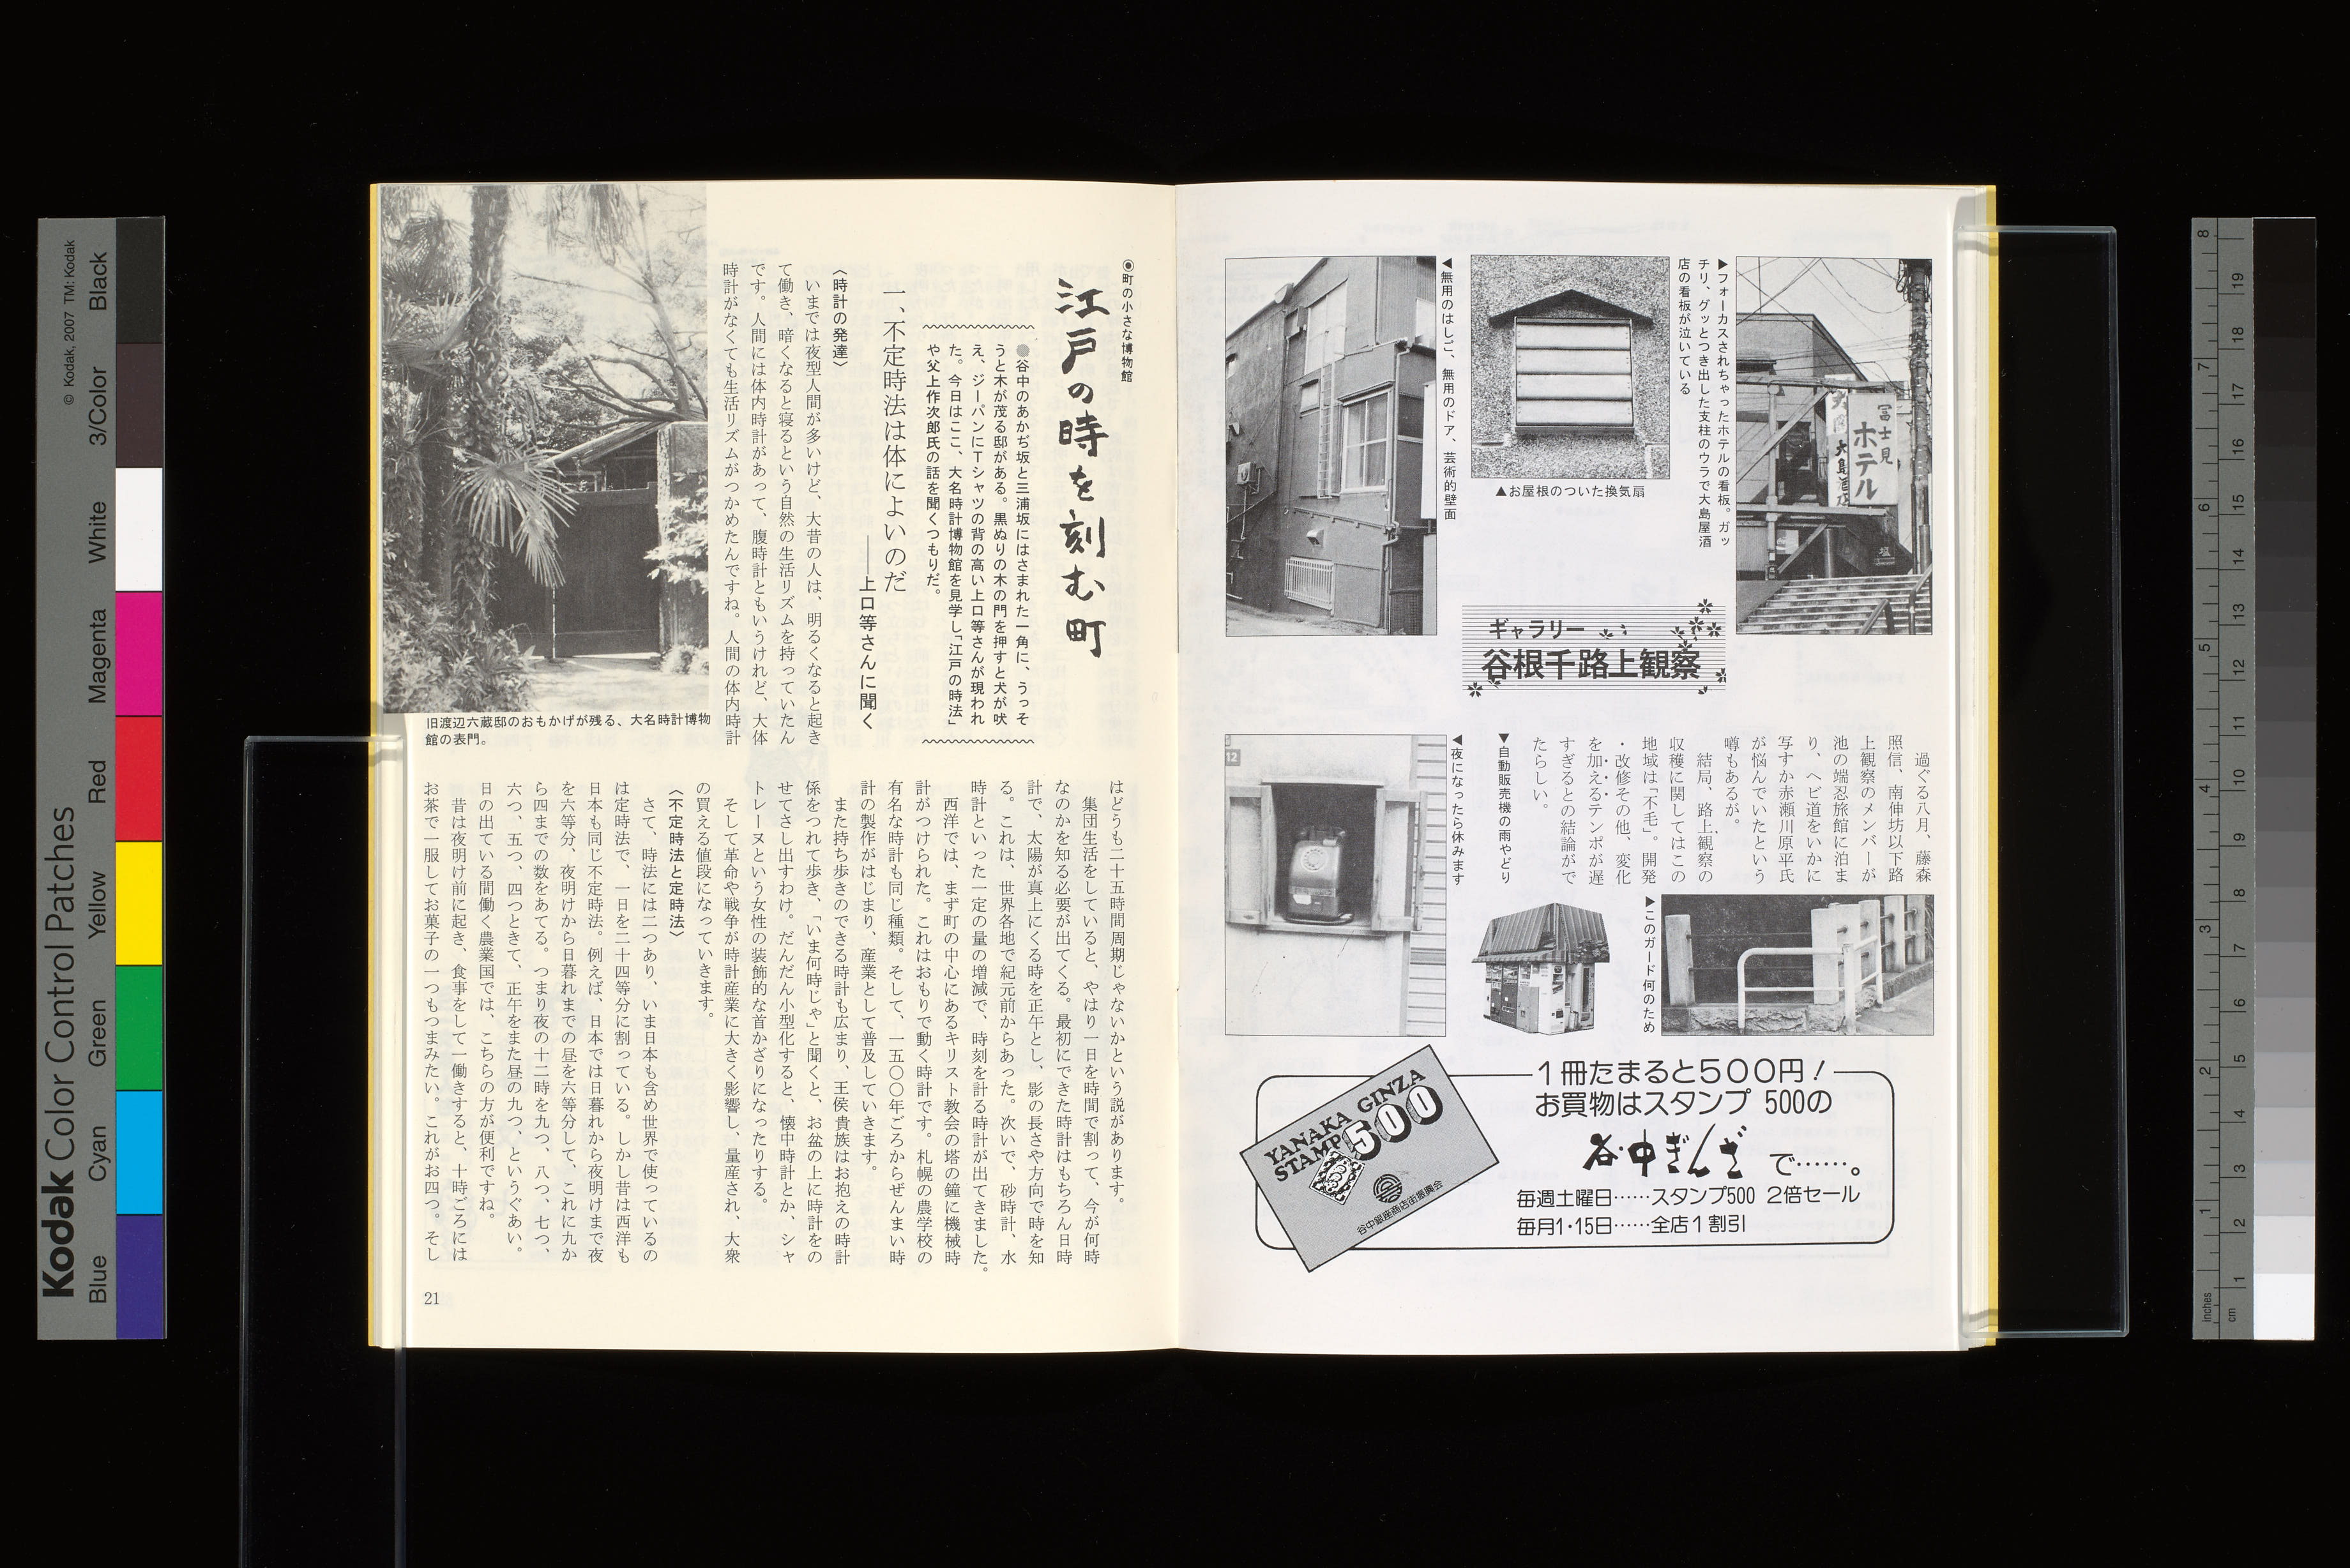 ▶フォーカスされちゃったホテルの看板。ガッ
チリ、グッとつき出した支柱のウラで大島屋酒
店の看板が泣いている
冨士見
ホテル
▲お屋根のついた換気扇
◀無用のはしご、無用のドア、芸術的壁面
ギャラリー
谷根千路上観察
過ぐる八月、藤森
照信、南伸坊以下路
上観察のメンバーが
池の端忍旅館に泊ま
り、ヘビ道をいかに
写すか赤瀬川原平氏
が悩んでいたという
噂もあるが。
結局、路上観察の
収穫に関してはこの
地域は「不毛」。開発
・改修その他、変化
を加えるテンポが遅
すぎるとの結論がで
たらしい。
▼自動販売機の雨やどり
◀夜になったら休みます
▶このガード何のため
1冊たまると500円!
お買物はスタンプ 500の
谷中ぎんざ で……。
毎週土曜日……スタンプ500 2倍セール
毎月1・15日……全店1割引
YANAKA GINZA
STAMP 500
谷中銀座商店街振興会
◉町の小さな博物館
江戸の時を刻む町
●谷中のあかぢ坂と三浦坂にはさまれた一角に、うっそ
うと木が茂る邸がある。黒ぬりの木の門を押すと犬が吠
え、ジーパンにTシャツの背の高い上口等さんが現われ
た。今日はここ、大名時計博物館を見学し「江戸の時法」
や父上作次郎氏の話を聞くつもりだ。
一、不定時法は体によいのだ
──上口等さんに聞く
〈時計の発達〉
いまでは夜型人間が多いけど、大昔の人は、明るくなると起き
て働き、暗くなると寝るという自然の生活リズムを持っていたん
です。人間には体内時計があって、腹時計ともいうけれど、大体
時計がなくても生活リズムがつかめたんですね。人間の体内時計
旧渡辺六蔵邸のおもかげが残る、大名時計博物
館の表門。
はどうも二十五時間周期じゃないかという説があります。
集団生活をしていると、やはり一日を時間で割って、今が何時
なのかを知る必要が出てくる。最初にできた時計はもちろん日時
計で、太陽が真上にくる時を正午とし、影の長さや方向で時を知
る。これは、世界各地で紀元前からあった。次いで、砂時計、水
時計といった一定の量の増減で、時刻を計る時計が出てきました。
西洋では、まず町の中心にあるキリスト教会の塔の鐘に機械時
計がつけられた。これはおもりで動く時計です。札幌の農学校の
有名な時計も同じ種類。そして、一五〇〇年ごろからぜんまい時
計の製作がはじまり、産業として普及していきます。
また持ち歩きのできる時計も広まり、王侯貴族はお抱えの時計
係をつれて歩き、「いま何時じゃ」と聞くと、お盆の上に時計をの
せてさし出すわけ。だんだん小型化すると、懐中時計とか、シャ
トレーヌという女性の装飾的な首かざりになったりする。
そして革命や戦争が時計産業に大きく影響し、量産され、大衆
の買える値段になっていきます。
〈不定時法と定時法〉
さて、時法には二つあり、いま日本も含め世界で使っているの
は定時法で、一日を二十四等分に割っている。しかし昔は西洋も
日本も同じ不定時法。例えば、日本では日暮れから夜明けまで夜
を六等分、夜明けから日暮れまでの昼を六等分して、これに九か
ら四までの数をあてる。つまり夜の十二時を九つ、八つ、七つ、
六つ、五つ、四つときて、正午をまた昼の九つ、というぐあい。
日の出ている間働く農業国では、こちらの方が便利ですね。
昔は夜明け前に起き、食事をして一働きすると、十時ごろには
お茶で一服してお菓子の一つもつまみたい。これがお四つ。そし
21
Kodak Color Control Patches
© Kodak, 2007 TM: Kodak
Blue Cyan Green Yellow Red Magenta White 3/Color Black
inches 1 2 3 4 5 6 7 8
cm 1 2 3 4 5 6 7 8 9 10 11 12 13 14 15 16 17 18 19